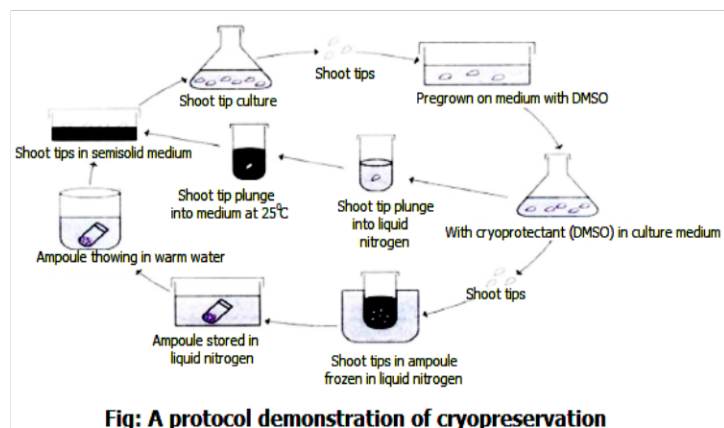 Shoot tips
Shoot tip culture
Pregrown on medium with DMSO
Shoot tips in semisolid medium
Shoot tip plunge
into medium at 25°C
Shoot tip plunge
into liquid
nitrogen
With cryoprotectant (DMSO) in culture medium
Ampoule thowing in warm water
Shoot tips
Ampoule stored in
liquid nitrogen
Shoot tips in ampoule
frozen in liquid nitrogen
Fig: A protocol demonstration of cryopreservation